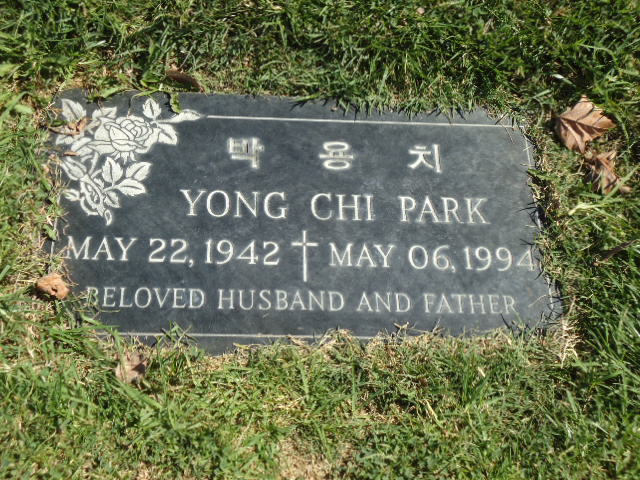 박 용 치
YONG CHI PARK
MAY 22, 1942 MAY 06, 1994
BELOVED HUSBAND AND FATHER